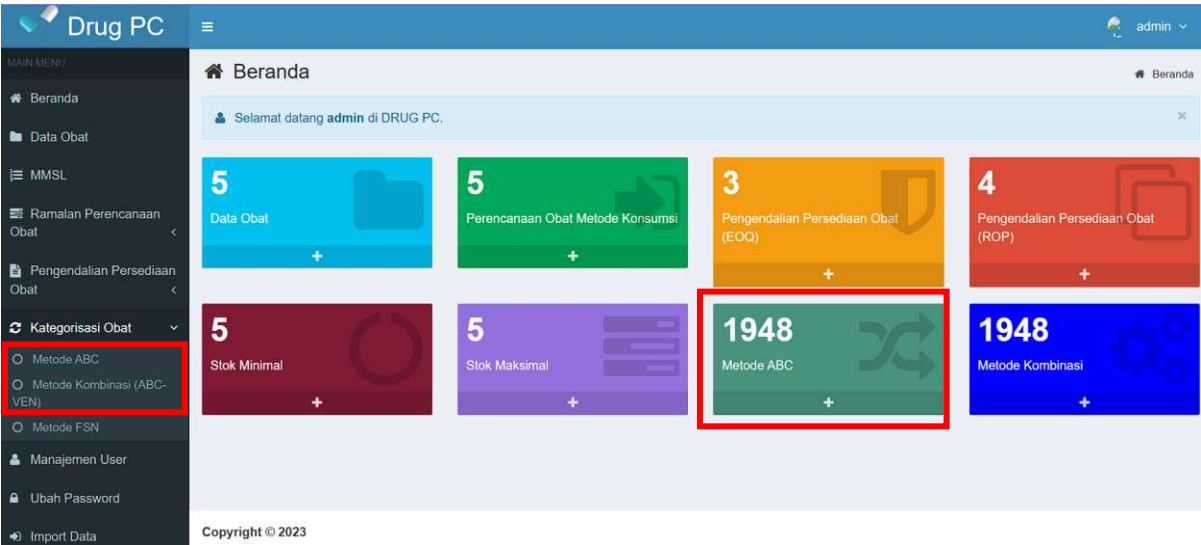 Drug PC
admin
MAIN MENU
Beranda
Data Obat
MMSL
Ramalan Perencanaan
Obat
Pengendalian Persediaan
Obat
Kategorisasi Obat
Metode ABC
Metode Kombinasi (ABC-
VEN)
Metode FSN
Manajemen User
Ubah Password
Import Data
Beranda
Beranda
Selamat datang admin di DRUG PC.
×
5
Data Obat
+
5
Perencanaan Obat Metode Konsumsi
+
3
Pengendalian Persediaan Obat
(EOQ)
+
4
Pengendalian Persediaan Obat
(ROP)
+
5
Stok Minimal
+
5
Stok Maksimal
+
1948
Metode ABC
+
1948
Metode Kombinasi
+
Copyright © 2023